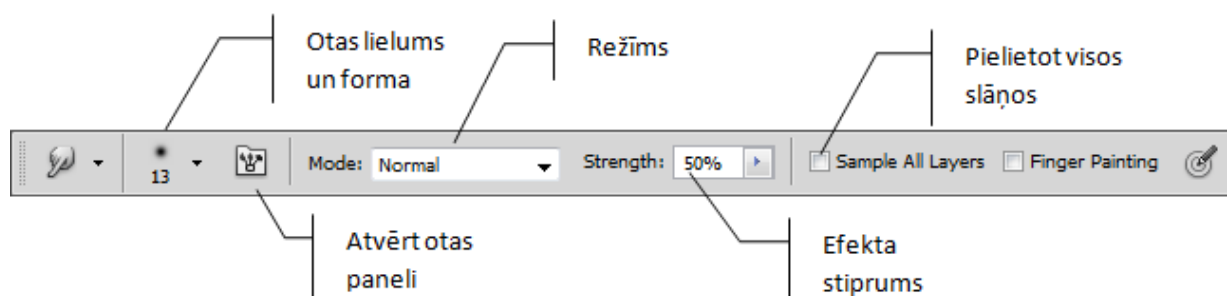 Otas lielums
un forma
Režīms
Pielietot visos
slāņos
13
Mode: Normal
Strength: 50%
Sample All Layers
Finger Painting
Atvērt otas
paneli
Efekta
stiprums